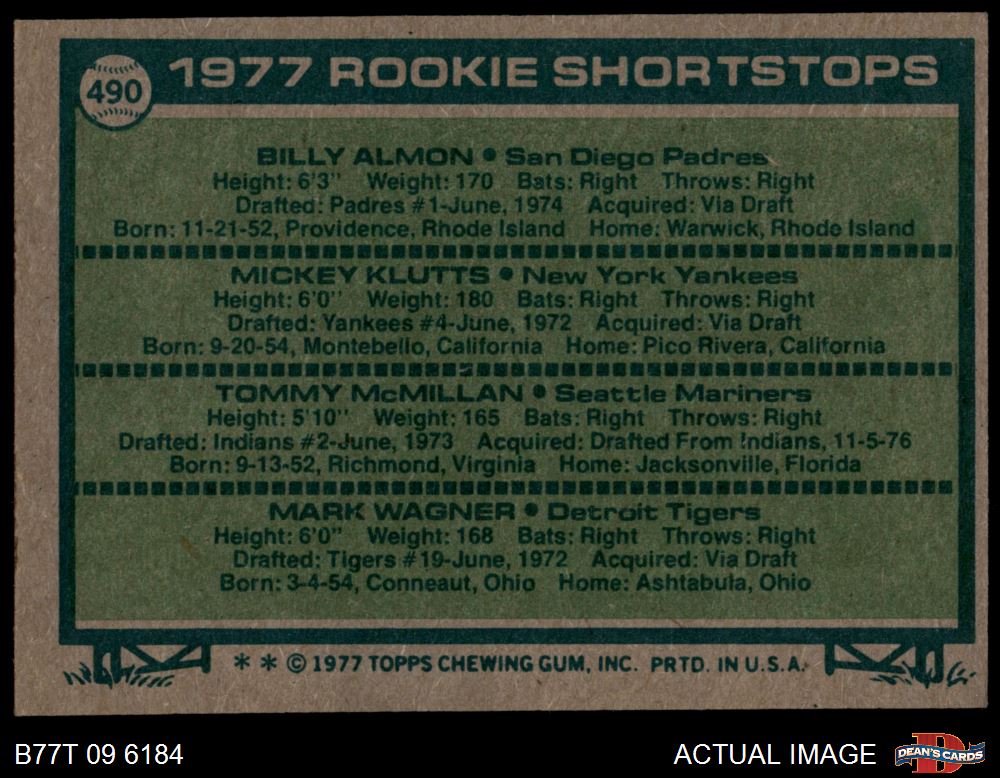 490
1977 ROOKIE SHORTSTOPS
BILLY ALMON • San Diego Padres
Height: 6'3" Weight: 170 Bats: Right Throws: Right
Drafted: Padres #1-June, 1974 Acquired: Via Draft
Born: 11-21-52, Providence, Rhode Island Home: Warwick, Rhode Island
MICKEY KLUTTS • New York Yankees
Height: 6'0" Weight: 180 Bats: Right Throws: Right
Drafted: Yankees #4-June, 1972 Acquired: Via Draft
Born: 9-20-54, Montebello, California Home: Pico Rivera, California
TOMMY McMILLAN • Seattle Mariners
Height: 5'10" Weight: 165 Bats: Right Throws: Right
Drafted: Indians #2-June, 1973 Acquired: Drafted From Indians, 11-5-76
Born: 9-13-52, Richmond, Virginia Home: Jacksonville, Florida
MARK WAGNER • Detroit Tigers
Height: 6'0" Weight: 168 Bats: Right Throws: Right
Drafted: Tigers #19-June, 1972 Acquired: Via Draft
Born: 3-4-54, Conneaut, Ohio Home: Ashtabula, Ohio
* * © 1977 TOPPS CHEWING GUM, INC. PRTD. IN U.S.A.
B77T 09 6184
ACTUAL IMAGE
D
DEAN'S CARDS